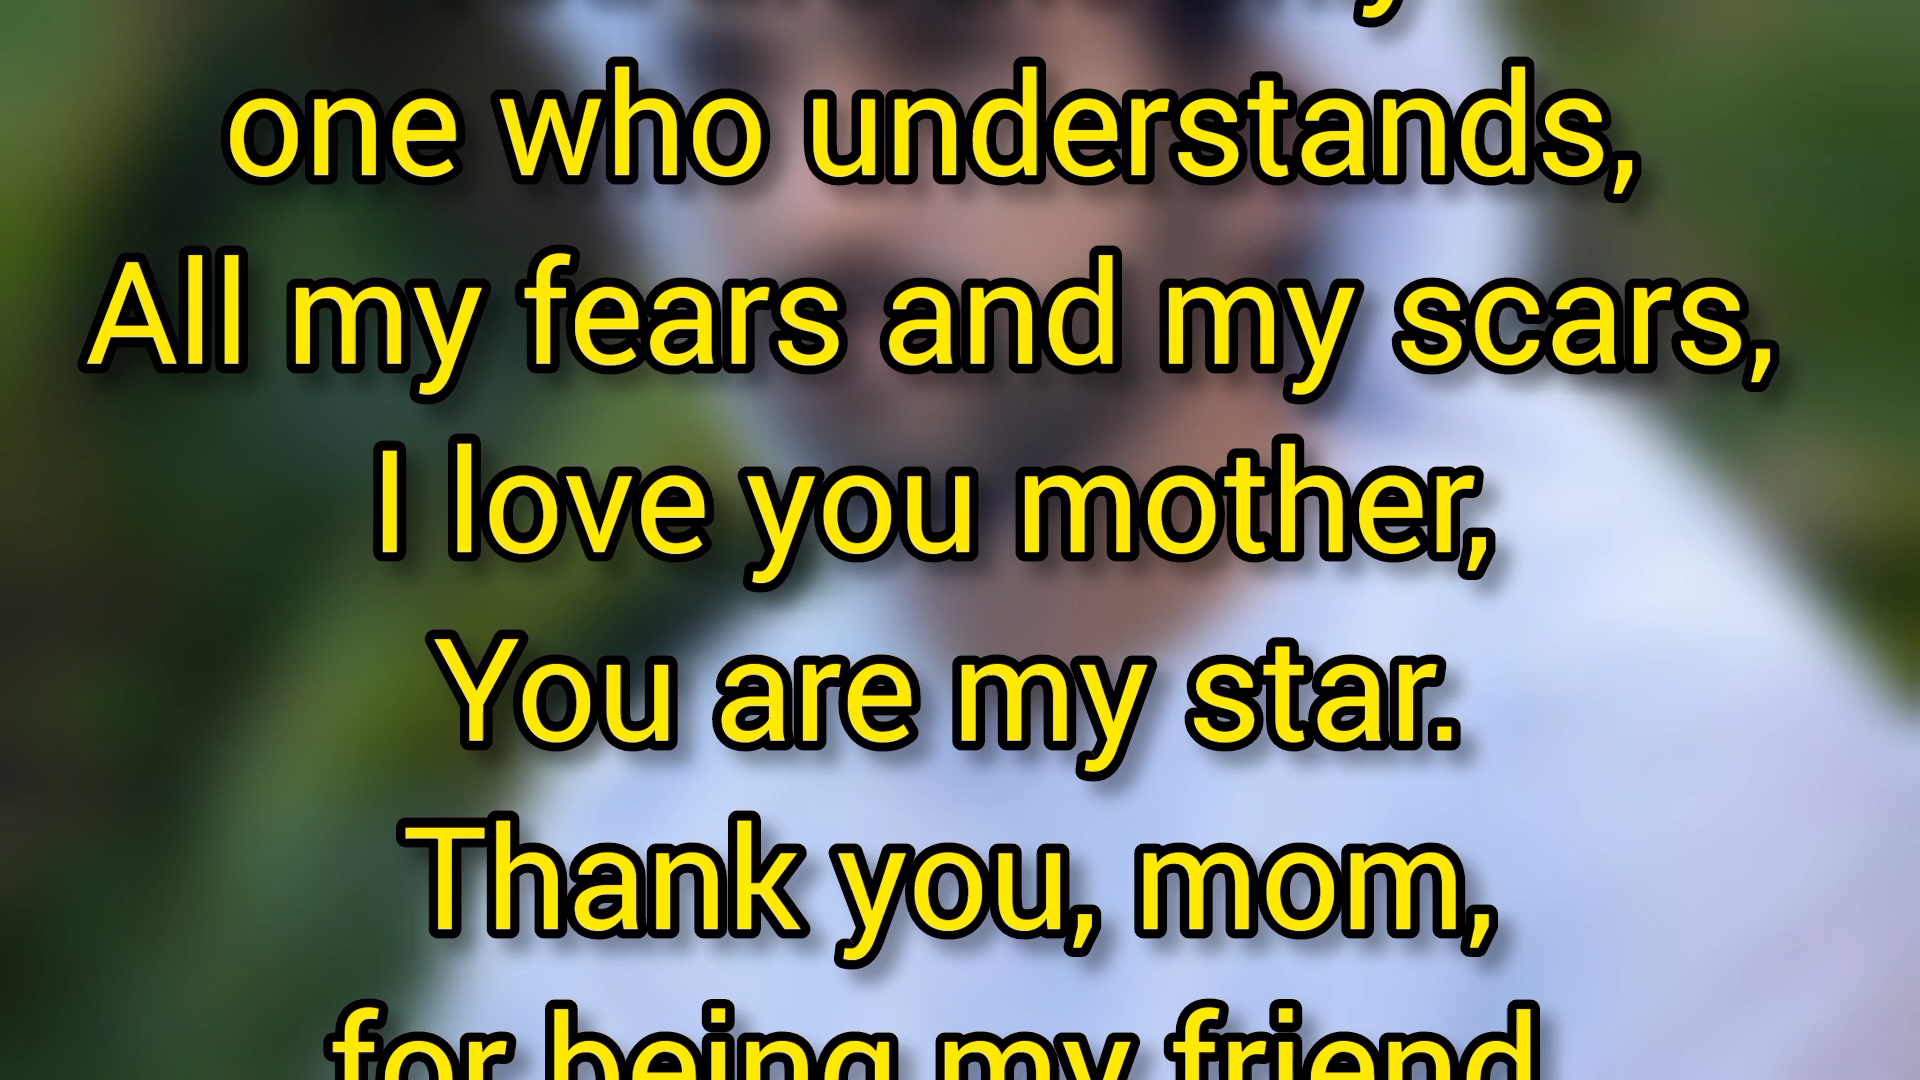 one who understands,
All my fears and my scars,
I love you mother,
You are my star.
Thank you, mom,
for being my friend